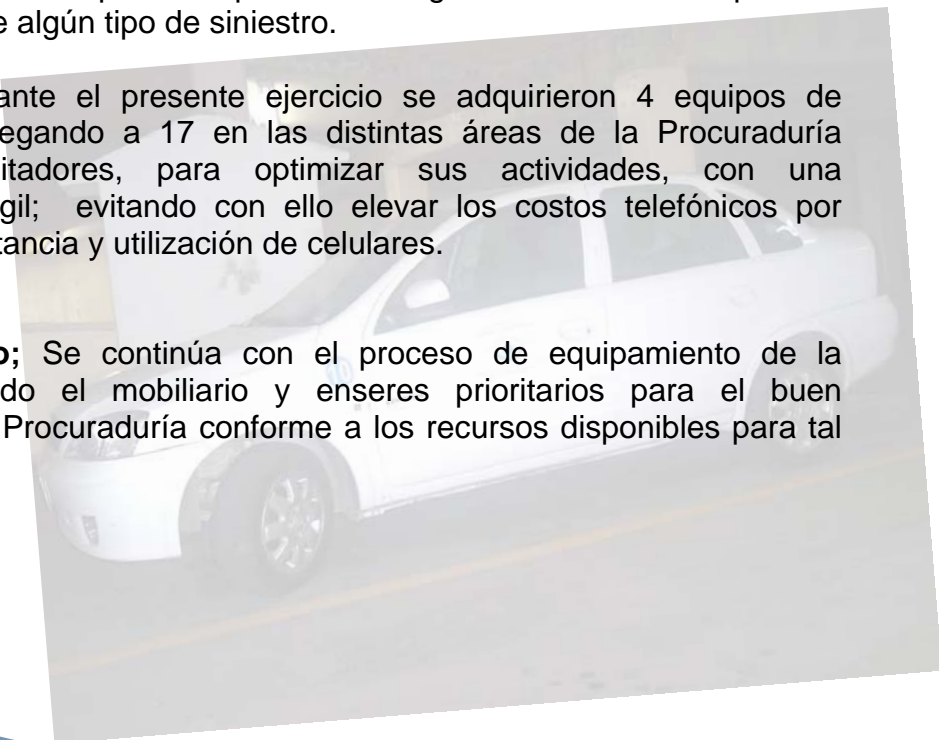 e algún tipo de siniestro.
ante el presente ejercicio se adquirieron 4 equipos de
egando a 17 en las distintas áreas de la Procuraduría
itadores, para optimizar sus actividades, con una
gil; evitando con ello elevar los costos telefónicos por
tancia y utilización de celulares.
o; Se continúa con el proceso de equipamiento de la
do el mobiliario y enseres prioritarios para el buen
Procuraduría conforme a los recursos disponibles para tal